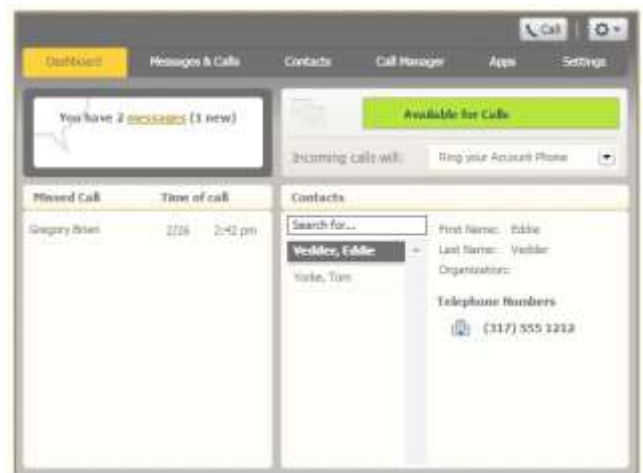 Call
Dashboard Messages & Calls Contacts Call Manager Apps Settings
You have 2 messages (1 new)
Available for Calls
Incoming calls will: Ring your Account Phone
Missed Call Time of call
Gregory Brien 2/26 2:42 pm
Contacts
Search for...
Vedder, Eddie
Yorke, Tom
First Name: Eddie
Last Name: Vedder
Organization:
Telephone Numbers
(317) 555 1212